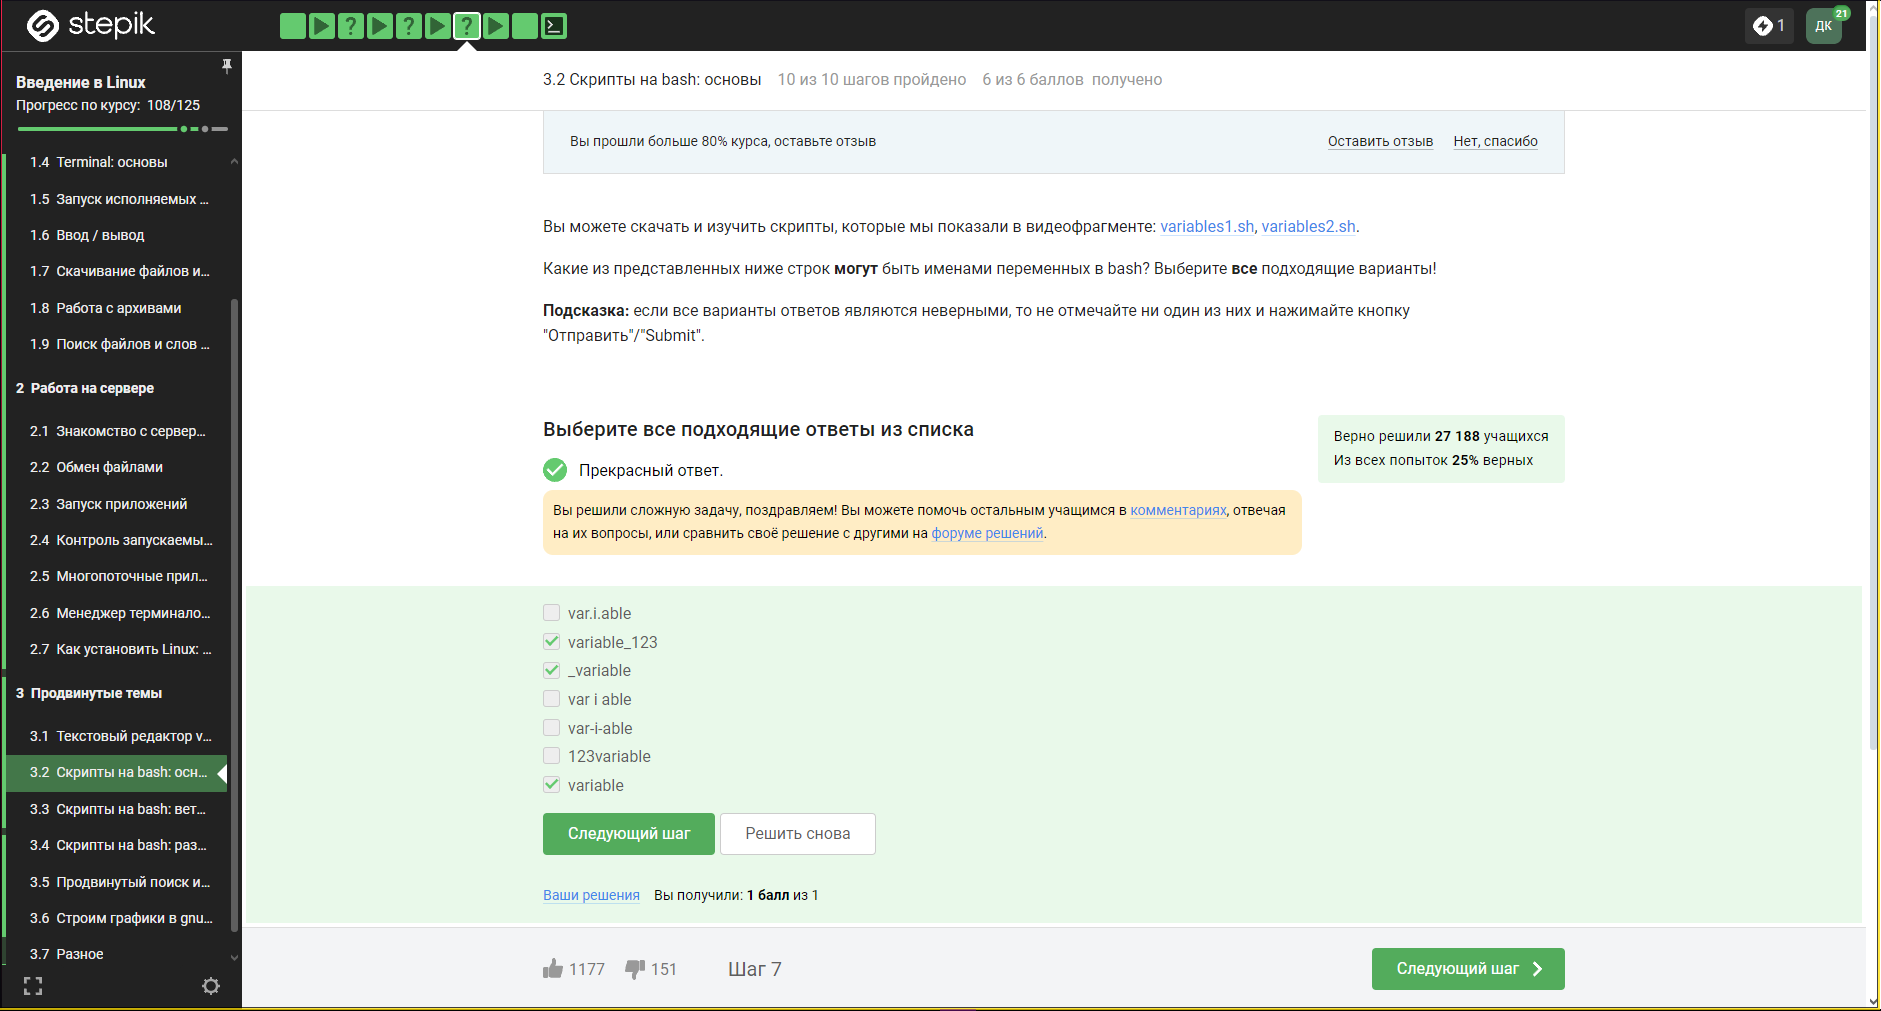 stepik
1
ДК
21
Введение в Linux
Прогресс по курсу: 108/125
1.4 Terminal: основы
1.5 Запуск исполняемых ...
1.6 Ввод / вывод
1.7 Скачивание файлов и...
1.8 Работа с архивами
1.9 Поиск файлов и слов ...
2 Работа на сервере
2.1 Знакомство с сервер...
2.2 Обмен файлами
2.3 Запуск приложений
2.4 Контроль запускаемы...
2.5 Многопоточные прил...
2.6 Менеджер терминало...
2.7 Как установить Linux: ...
3 Продвинутые темы
3.1 Текстовый редактор v...
3.2 Скрипты на bash: осн...
3.3 Скрипты на bash: вет...
3.4 Скрипты на bash: раз...
3.5 Продвинутый поиск и...
3.6 Строим графики в gnu...
3.7 Разное
3.2 Скрипты на bash: основы 10 из 10 шагов пройдено 6 из 6 баллов получено
Вы прошли больше 80% курса, оставьте отзыв Оставить отзыв Нет, спасибо
Вы можете скачать и изучить скрипты, которые мы показали в видеофрагменте: variables1.sh, variables2.sh.
Какие из представленных ниже строк могут быть именами переменных в bash? Выберите все подходящие варианты!
Подсказка: если все варианты ответов являются неверными, то не отмечайте ни один из них и нажимайте кнопку
"Отправить"/"Submit".
Выберите все подходящие ответы из списка
Верно решили 27 188 учащихся
Из всех попыток 25% верных
Прекрасный ответ.
Вы решили сложную задачу, поздравляем! Вы можете помочь остальным учащимся в комментариях, отвечая
на их вопросы, или сравнить своё решение с другими на форуме решений.
var.i.able
variable_123
_variable
var i able
var-i-able
123variable
variable
Следующий шаг Решить снова
Ваши решения Вы получили: 1 балл из 1
1177 151 Шаг 7 Следующий шаг